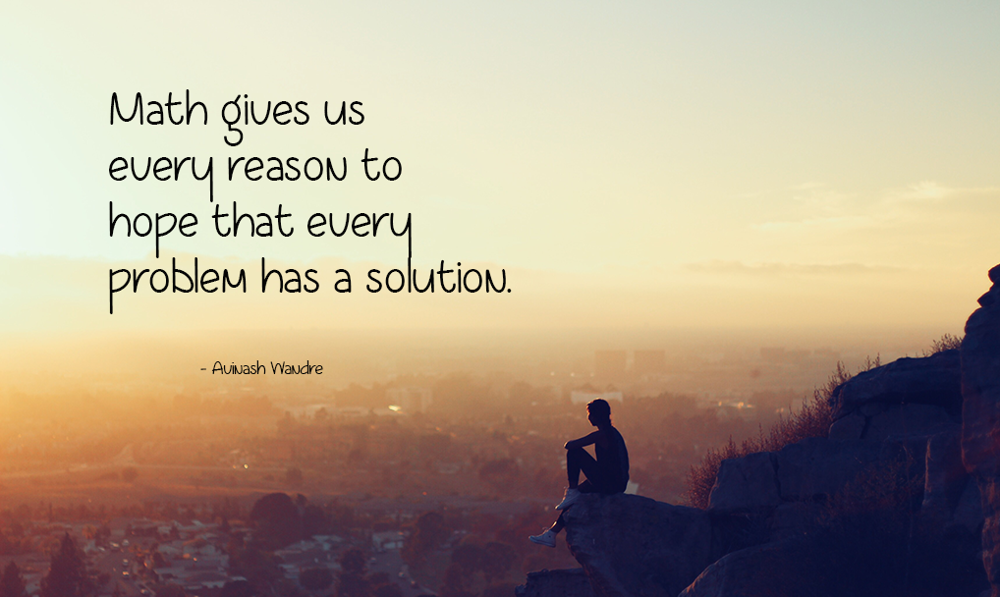 Math gives us
every reason to
hope that every
problem has a solution.
- Avinash Wandre